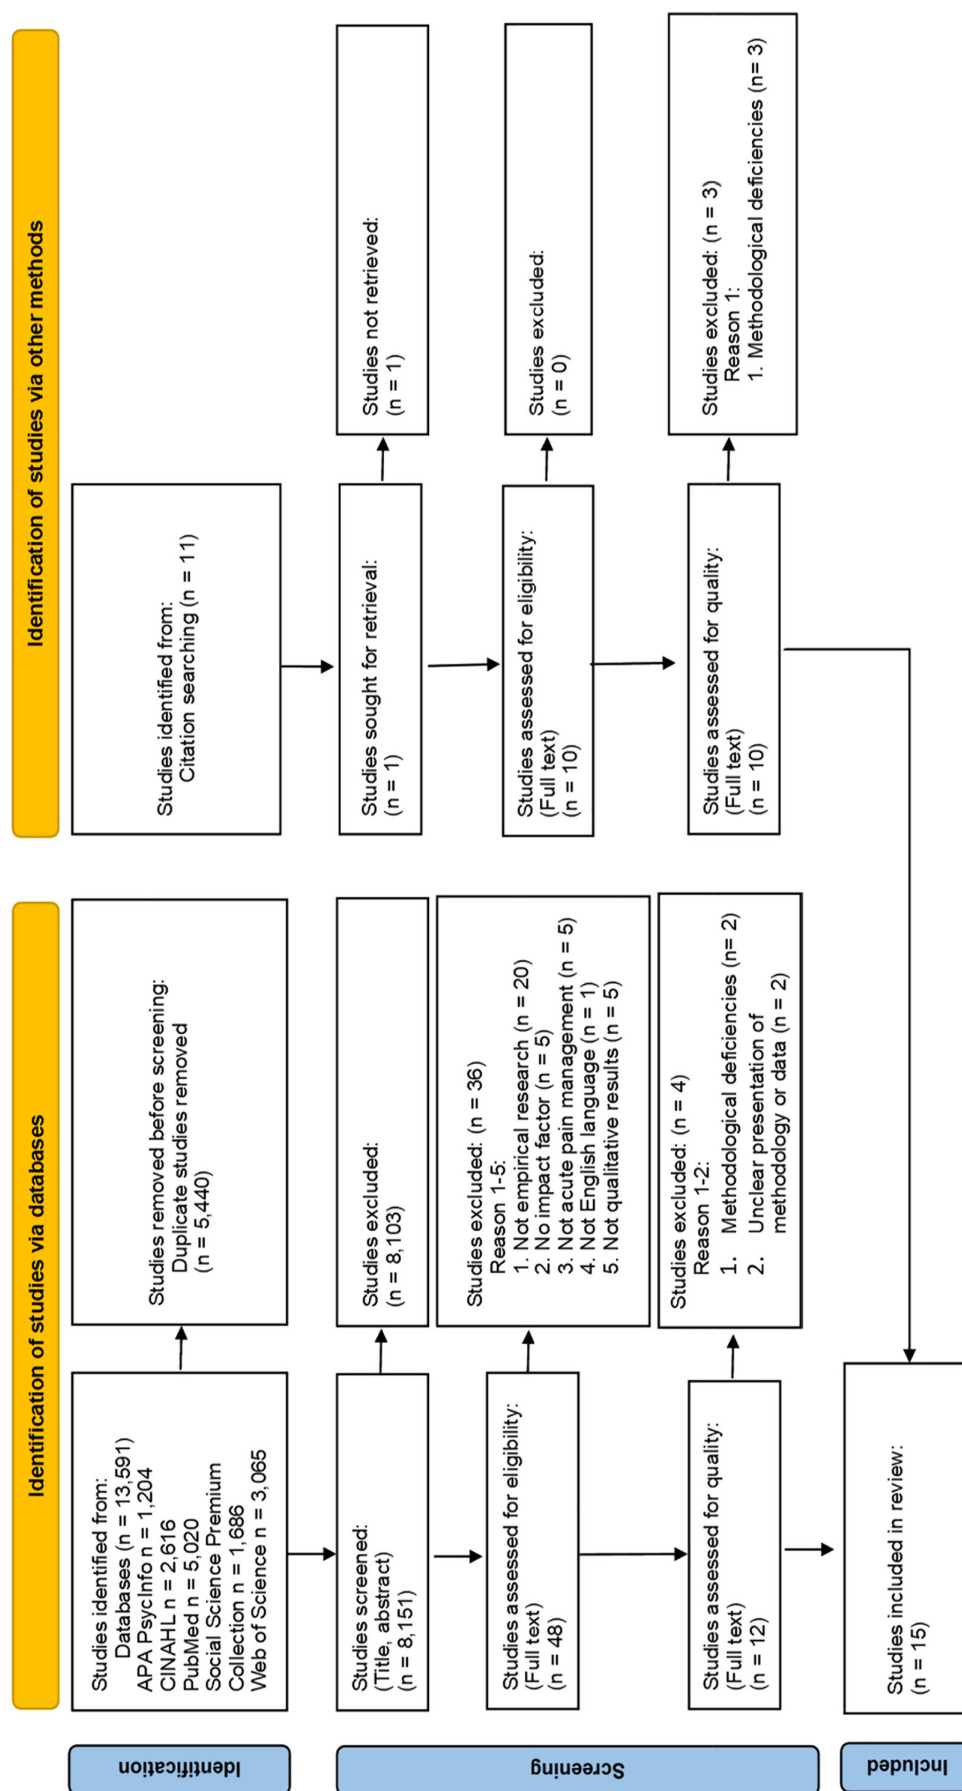 Identification of studies via databases
Identification of studies via other methods
Identification
Studies identified from:
Databases (n = 13,591)
APA PsycInfo n = 1,204
CINAHL n = 2,616
PubMed n = 5,020
Social Science Premium
Collection n = 1,686
Web of Science n = 3,065
Studies removed before screening:
Duplicate studies removed
(n = 5,440)
Studies identified from:
Citation searching (n = 11)
Screening
Studies screened:
(Title, abstract)
(n = 8,151)
Studies excluded:
(n = 8,103)
Studies sought for retrieval:
(n = 1)
Studies not retrieved:
(n = 1)
Studies assessed for eligibility:
(Full text)
(n = 48)
Studies excluded: (n = 36)
Reason 1-5:
1. Not empirical research (n = 20)
2. No impact factor (n = 5)
3. Not acute pain management (n = 5)
4. Not English language (n = 1)
5. Not qualitative results (n = 5)
Studies assessed for eligibility:
(Full text)
(n = 10)
Studies excluded:
(n = 0)
Studies assessed for quality:
(Full text)
(n = 12)
Studies excluded: (n = 4)
Reason 1-2:
1. Methodological deficiencies (n= 2)
2. Unclear presentation of
methodology or data (n = 2)
Studies assessed for quality:
(Full text)
(n = 10)
Studies excluded: (n = 3)
Reason 1:
1. Methodological deficiencies (n= 3)
Included
Studies included in review:
(n = 15)